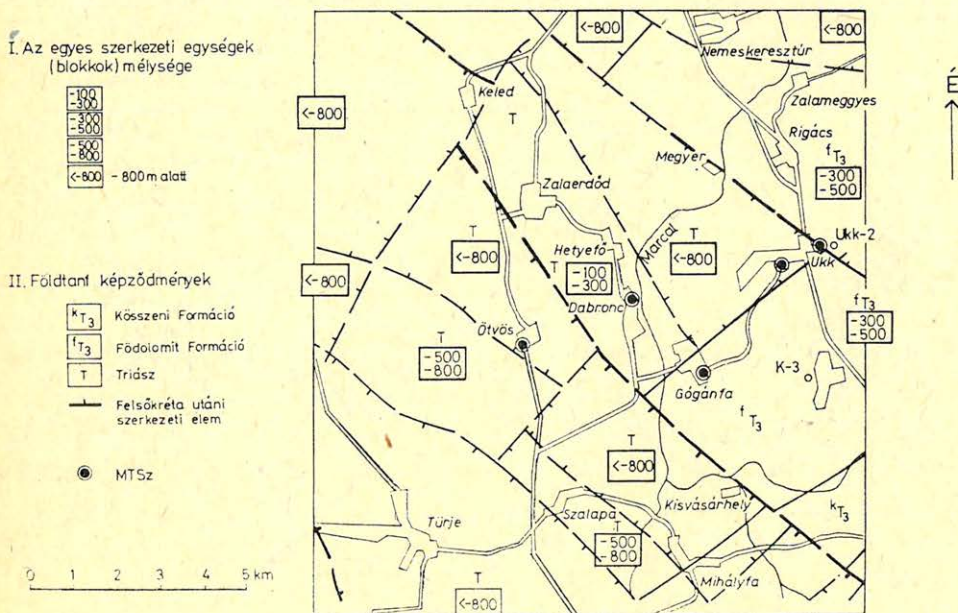 I. Az egyes szerkezeti egységek
(blokkok) mélysége
-100
-300
-300
-500
-500
-800
<-800 -800 m alatt
II. Földtani képződmények
kT3 Kösszeni Formáció
fT3 Fődolomit Formáció
T Triász
Felsőkréta utáni
szerkezeti elem
MTSz
0 1 2 3 4 5 km
É
<-800
<-800
Nemeskeresztúr
Keled
<-800
T
Zalameggyes
Rigács
Megyer
fT3
-300
-500
Zalaerdőd
T
<-800
Hetyefő
T
-100
-300
Marcal
T
<-800
Ukk-2
Ukk
<-800
Dabronc
fT3
-300
-500
Ötvös
T
-500
-800
K-3
Gógánfa
fT3
T
<-800
Kisvásárhely
kT3
Szalapa
Türje
T
-500
-800
Mihályfa
T
<-800